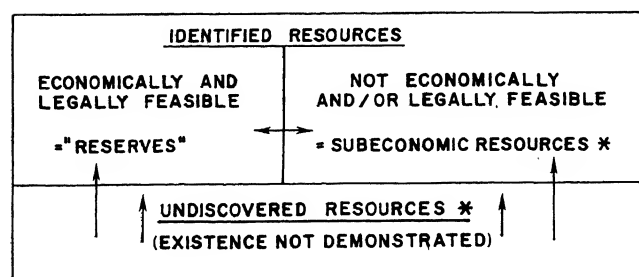 IDENTIFIED RESOURCES
ECONOMICALLY AND
LEGALLY FEASIBLE
="RESERVES"
NOT ECONOMICALLY
AND/OR LEGALLY FEASIBLE
= SUBECONOMIC RESOURCES *
UNDISCOVERED RESOURCES *
(EXISTENCE NOT DEMONSTRATED)